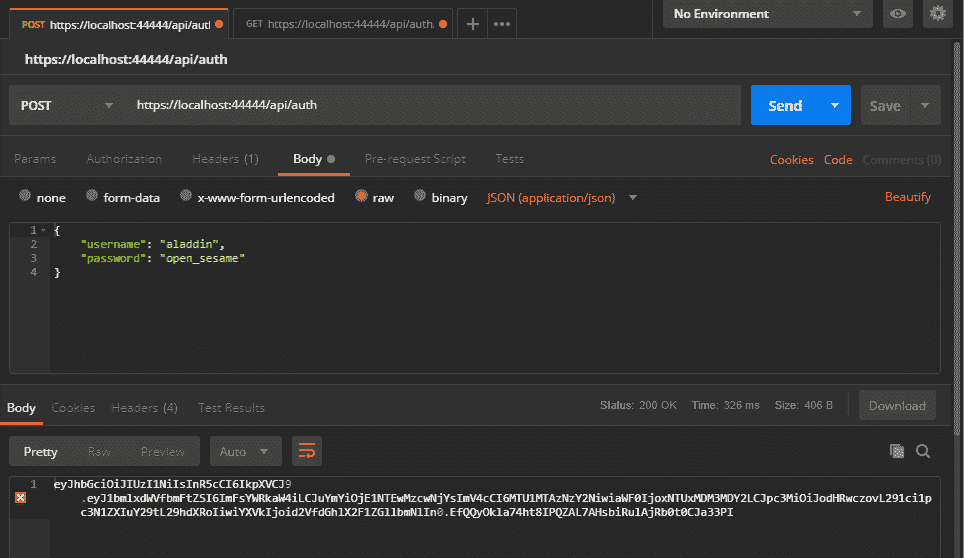 POST https://localhost:44444/api/aut
GET https://localhost:44444/api/auth
No Environment
https://localhost:44444/api/auth
POST https://localhost:44444/api/auth Send Save
Params Authorization Headers (1) Body Pre-request Script Tests Cookies Code Comments (0)
none form-data x-www-form-urlencoded raw binary JSON (application/json) Beautify
1 {
2 "username": "aladdin",
3 "password": "open_sesame"
4 }
Body Cookies Headers (4) Test Results Status: 200 OK Time: 326 ms Size: 406 B Download
Pretty Raw Preview Auto
1 eyJhbGciOiJIUzI1NiIsInR5cCI6IkpXVCJ9
.eyJ1bmlxdWVfbmFtZSI6ImFsYWRkaW4iLCJuYmYiOjE1NTEwMzcwNjYsImV4cCI6MTU1MTAzNzY2NiwiaWF0IjoxNTUxMDM3MDY2LCJpc3MiOiJodHRwczovL291ci1p
c3N1ZXIuY29tL29hdXRoIiwiYXVkIjoid2VfdGhlX2F1ZGllbmNlIn0.EfQQyOkla74ht8IPQZAL7AHsbiRulAjRb0t0CJa33PI